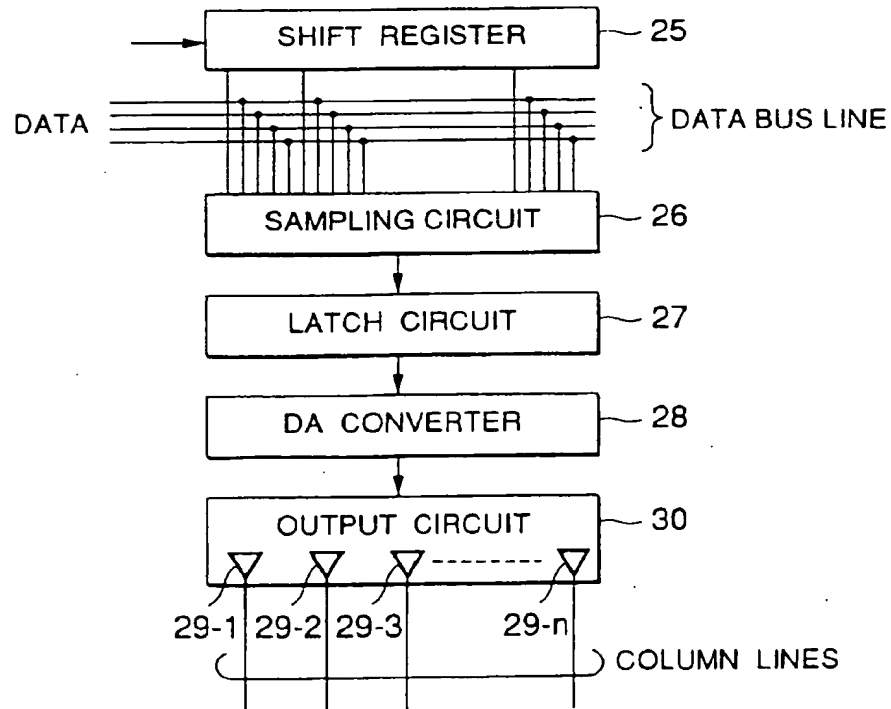 SHIFT REGISTER
25
DATA
DATA BUS LINE
SAMPLING CIRCUIT
26
LATCH CIRCUIT
27
DA CONVERTER
28
OUTPUT CIRCUIT
30
29-1
29-2
29-3
29-n
COLUMN LINES